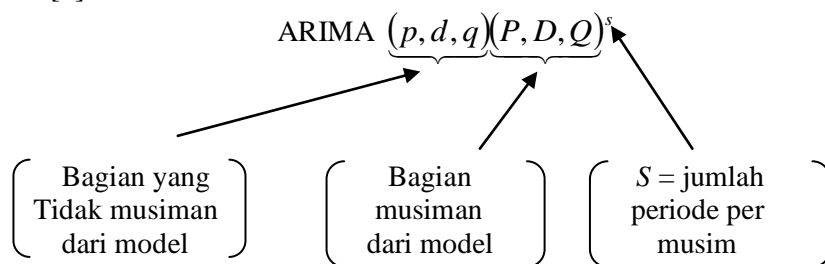 ARIMA (p, d, q)(P, D, Q)^s
Bagian yang
Tidak musiman
dari model
Bagian
musiman
dari model
S = jumlah
periode per
musim